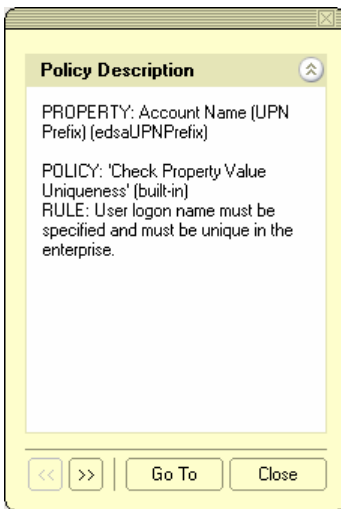 Policy Description
PROPERTY: Account Name (UPN
Prefix) (edsaUPNPrefix)
POLICY: 'Check Property Value
Uniqueness' (built-in)
RULE: User logon name must be
specified and must be unique in the
enterprise.
<< >> Go To Close